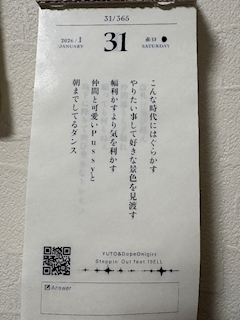 31/365
2026 / 1
JANUARY
31
赤口
SATURDAY
こんな時代にはぐらかす
やりたい事して好きな景色を見渡す
幅利かすより気を利かす
仲間と可愛いPussyと
朝までしてるダンス
YUTO&DopeOnigiri
Steppin Out feat.ISELL
Answer